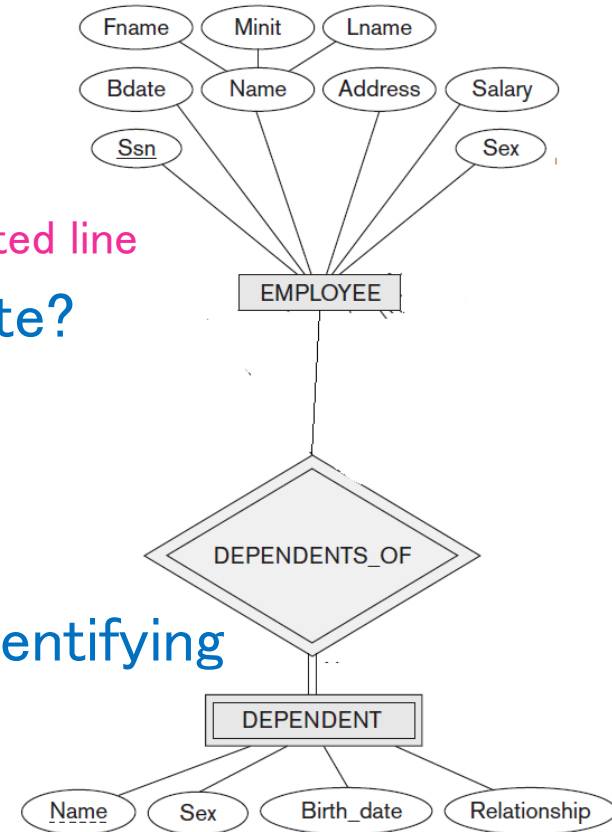 Fname Minit Lname
Bdate Name Address Salary
Ssn Sex
ted line
EMPLOYEE
te?
DEPENDENTS_OF
entifying
DEPENDENT
Name Sex Birth_date Relationship